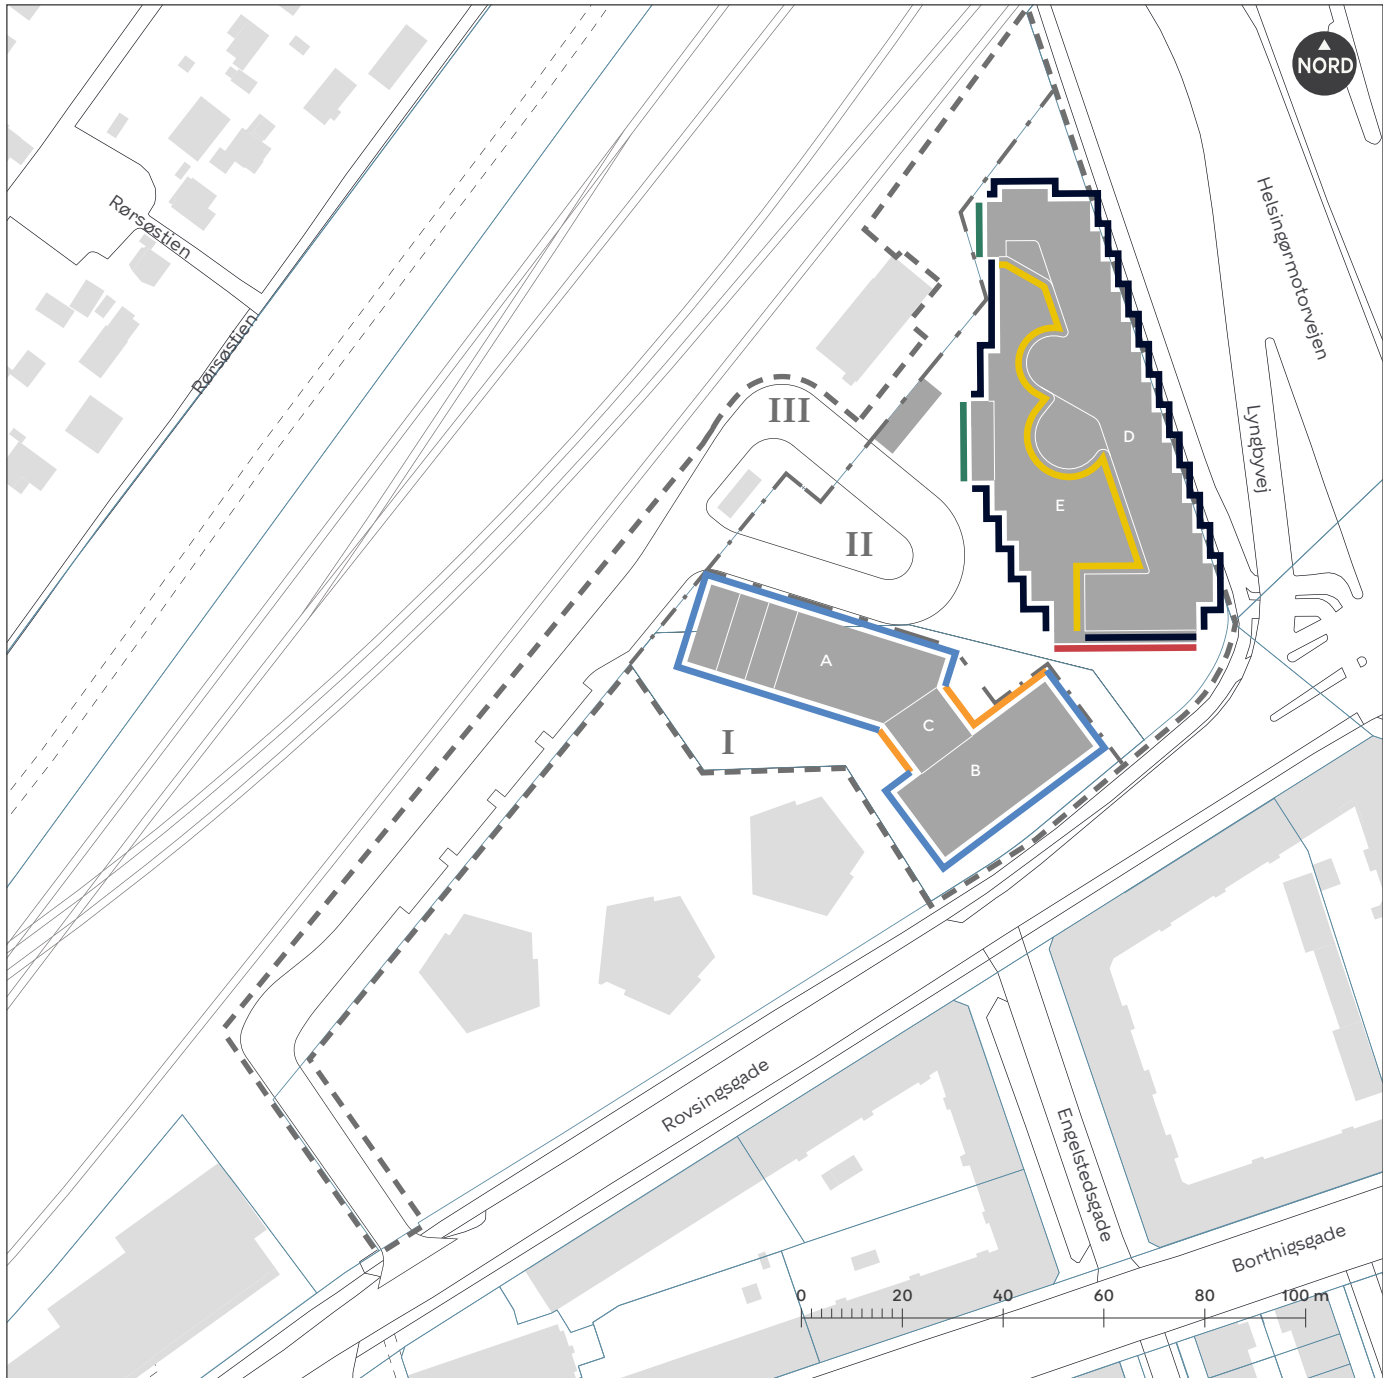 NORD
Rørsøstien
Helsingørmotorvejen
Rørsøstien
III
D
Lyngbyvej
E
II
A
C
I
B
Rovsingsgade
Engelstedsgade
Borthigsgade
0 20 40 60 80 100 m